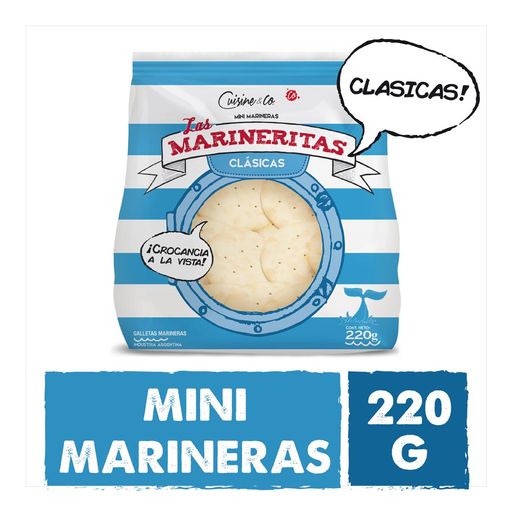 CLASICAS!
Cuisine & Co
MINI MARINERAS
Las
MARINERITAS
CLÁSICAS
¡CROCANCIA
A LA VISTA!
GALLETAS MARINERAS
INDUSTRIA ARGENTINA
CONT. NETO:
220g
MINI
MARINERAS
220
G